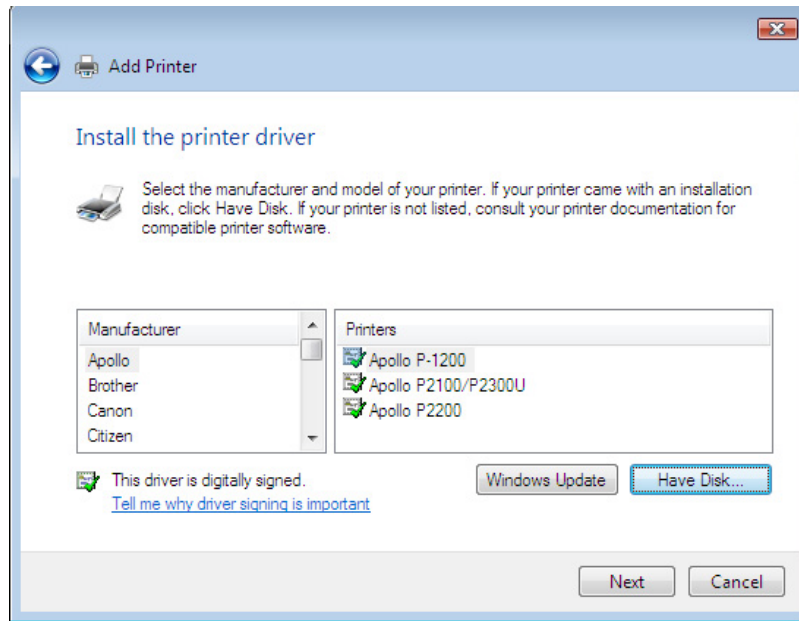 Add Printer
Install the printer driver
Select the manufacturer and model of your printer. If your printer came with an installation
disk, click Have Disk. If your printer is not listed, consult your printer documentation for
compatible printer software.
Manufacturer
Apollo
Brother
Canon
Citizen
Printers
Apollo P-1200
Apollo P2100/P2300U
Apollo P2200
This driver is digitally signed.
Tell me why driver signing is important
Windows Update
Have Disk...
Next
Cancel